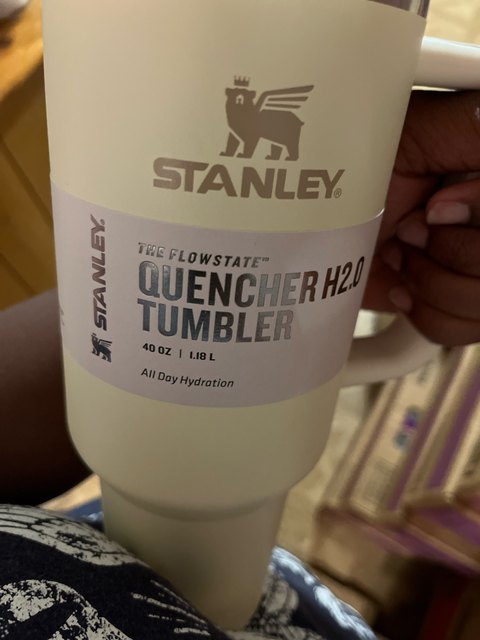 STANLEY®
STANLEY.
THE FLOWSTATE™
QUENCHER H2.0
TUMBLER
40 OZ | 1.18 L
All Day Hydration